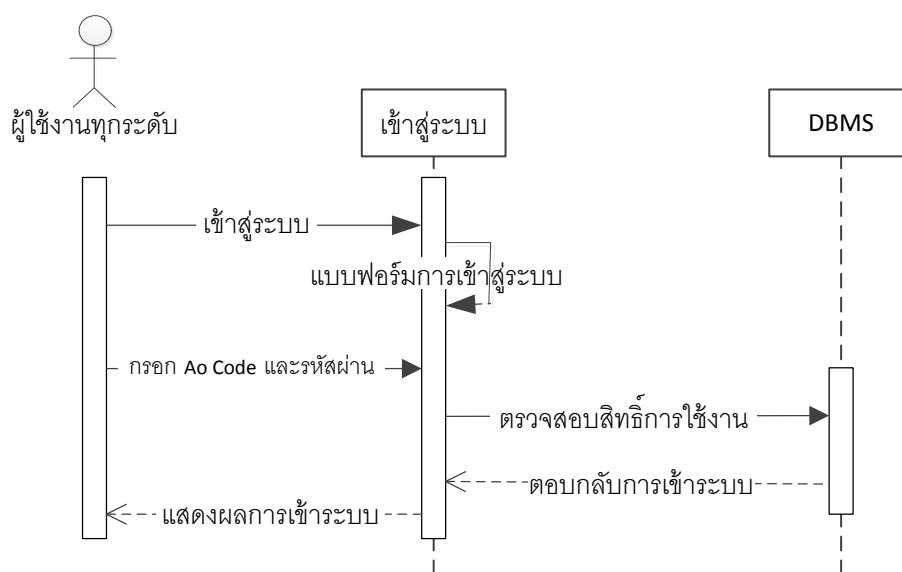 ผู้ใช้งานทุกระดับ
เข้าสู่ระบบ
DBMS
เข้าสู่ระบบ
แบบฟอร์มการเข้าสู่ระบบ
กรอก Ao Code และรหัสผ่าน
ตรวจสอบสิทธิ์การใช้งาน
ตอบกลับการเข้าระบบ
แสดงผลการเข้าระบบ